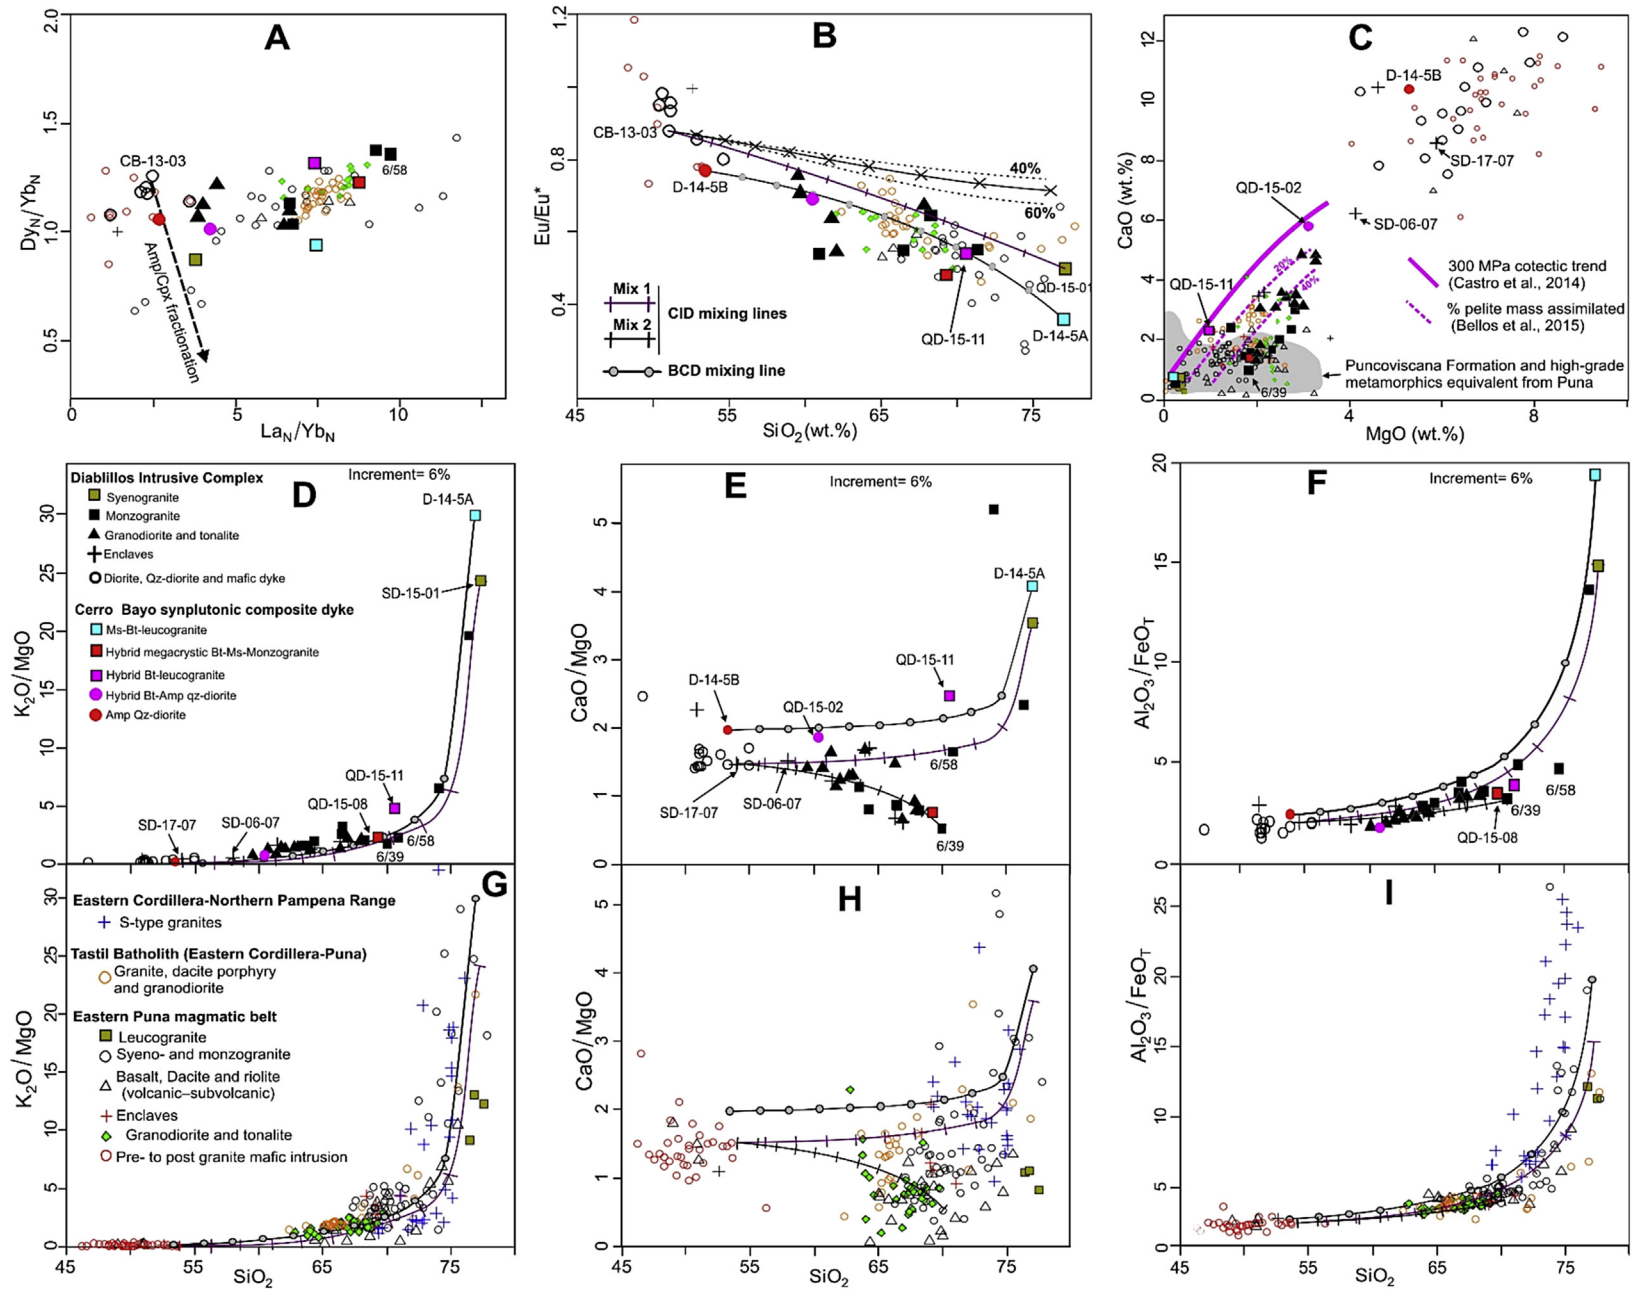 A
2.0
1.5
1.0
0.5
Dy_N/Yb_N
CB-13-03
6/58
Amp/Cpx fractionation
0
5
10
La_N/Yb_N
B
1.2
1
0.8
0.4
Eu/Eu*
CB-13-03
D-14-5B
40%
60%
Mix 1
Mix 2
CID mixing lines
BCD mixing line
QD-15-01
QD-15-11
D-14-5A
45
55
65
75
SiO2(wt.%)
C
12
10
8
6
4
2
0
CaO (wt.%)
D-14-5B
SD-17-07
QD-15-02
SD-06-07
QD-15-11
20%
40%
300 MPa cotectic trend
(Castro et al., 2014)
% pelite mass assimilated
(Bellos et al., 2015)
Puncoviscana Formation and high-grade
metamorphics equivalent from Puna
6/39
0
4
8
MgO (wt.%)
D
Increment= 6%
30
25
20
15
10
5
0
K2O/MgO
Diablillos Intrusive Complex
Syenogranite
Monzogranite
Granodiorite and tonalite
Enclaves
Diorite, Qz-diorite and mafic dyke
Cerro Bayo synplutonic composite dyke
Ms-Bt-leucogranite
Hybrid megacrystic Bt-Ms-Monzogranite
Hybrid Bt-leucogranite
Hybrid Bt-Amp qz-diorite
Amp Qz-diorite
D-14-5A
SD-15-01
QD-15-11
QD-15-08
SD-17-07
SD-06-07
6/58
6/39
E
Increment= 6%
5
4
3
2
1
0
CaO/MgO
D-14-5A
QD-15-11
D-14-5B
QD-15-02
6/58
SD-17-07
SD-06-07
6/39
F
Increment= 6%
20
15
10
5
0
Al2O3/FeO_T
6/58
6/39
QD-15-08
G
30
25
20
15
10
5
0
K2O/MgO
Eastern Cordillera-Northern Pampena Range
S-type granites
Tastil Batholith (Eastern Cordillera-Puna)
Granite, dacite porphyry
and granodiorite
Eastern Puna magmatic belt
Leucogranite
Syeno- and monzogranite
Basalt, Dacite and riolite
(volcanic–subvolcanic)
Enclaves
Granodiorite and tonalite
Pre- to post granite mafic intrusion
45
65
75
SiO2
H
5
4
3
2
1
0
CaO/MgO
45
55
65
75
SiO2
I
25
20
15
10
5
0
Al2O3/FeO_T
45
55
65
75
SiO2